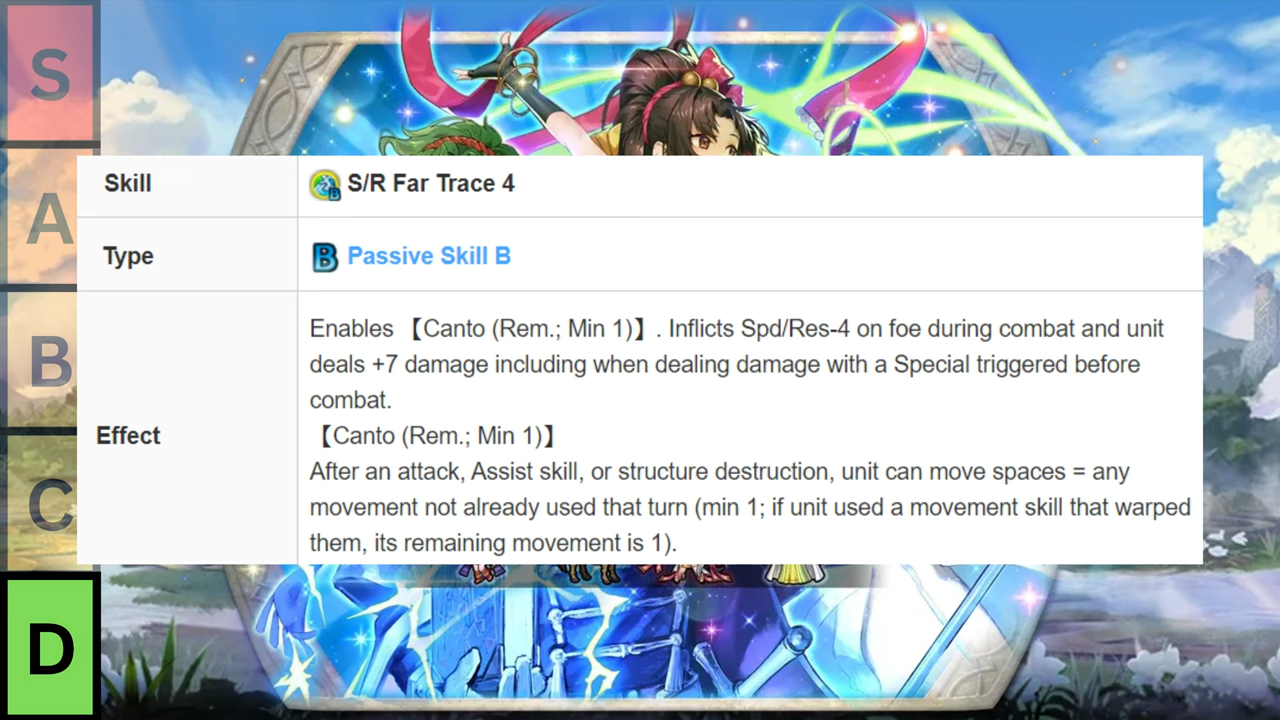 S
A
B
C
D
Skill
S/R Far Trace 4
Type
Passive Skill B
Effect
Enables 【Canto (Rem.; Min 1)】. Inflicts Spd/Res-4 on foe during combat and unit
deals +7 damage including when dealing damage with a Special triggered before
combat.
【Canto (Rem.; Min 1)】
After an attack, Assist skill, or structure destruction, unit can move spaces = any
movement not already used that turn (min 1; if unit used a movement skill that warped
them, its remaining movement is 1).